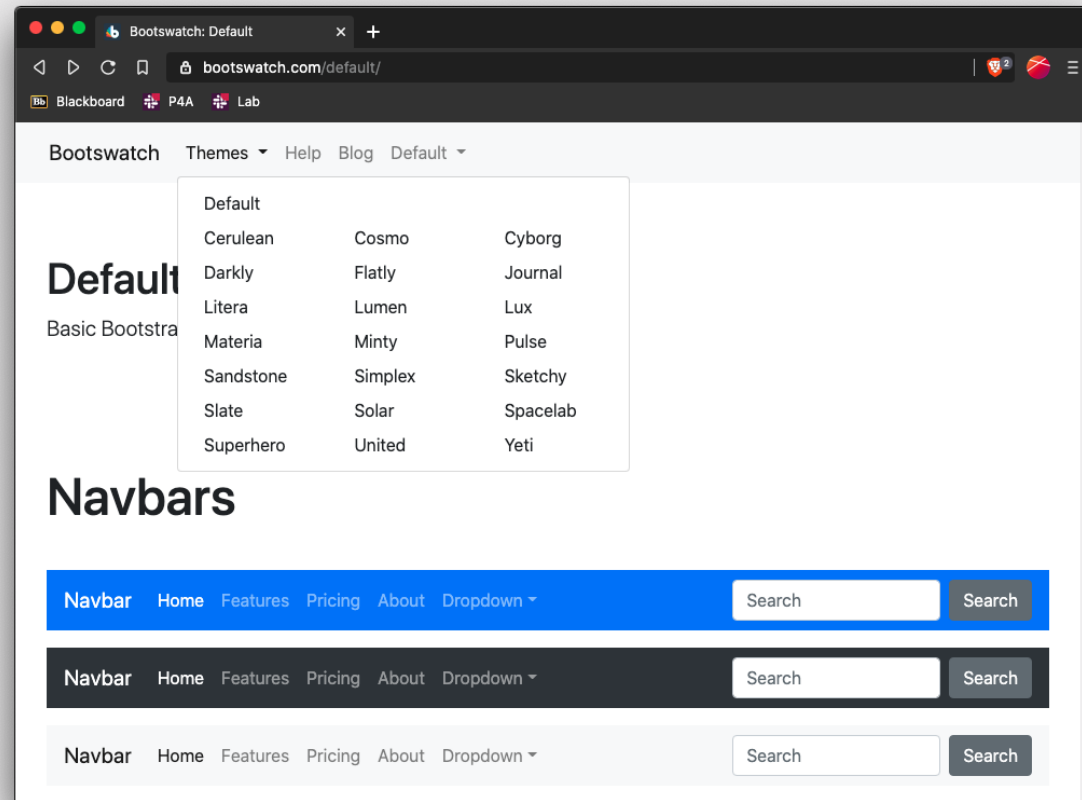 Bootswatch: Default
bootswatch.com/default/
2
Bb Blackboard P4A Lab
Bootswatch Themes Help Blog Default
Default
Cerulean Cosmo Cyborg
Darkly Flatly Journal
Litera Lumen Lux
Materia Minty Pulse
Sandstone Simplex Sketchy
Slate Solar Spacelab
Superhero United Yeti
Default
Basic Bootstra
Navbars
Navbar Home Features Pricing About Dropdown Search Search
Navbar Home Features Pricing About Dropdown Search Search
Navbar Home Features Pricing About Dropdown Search Search